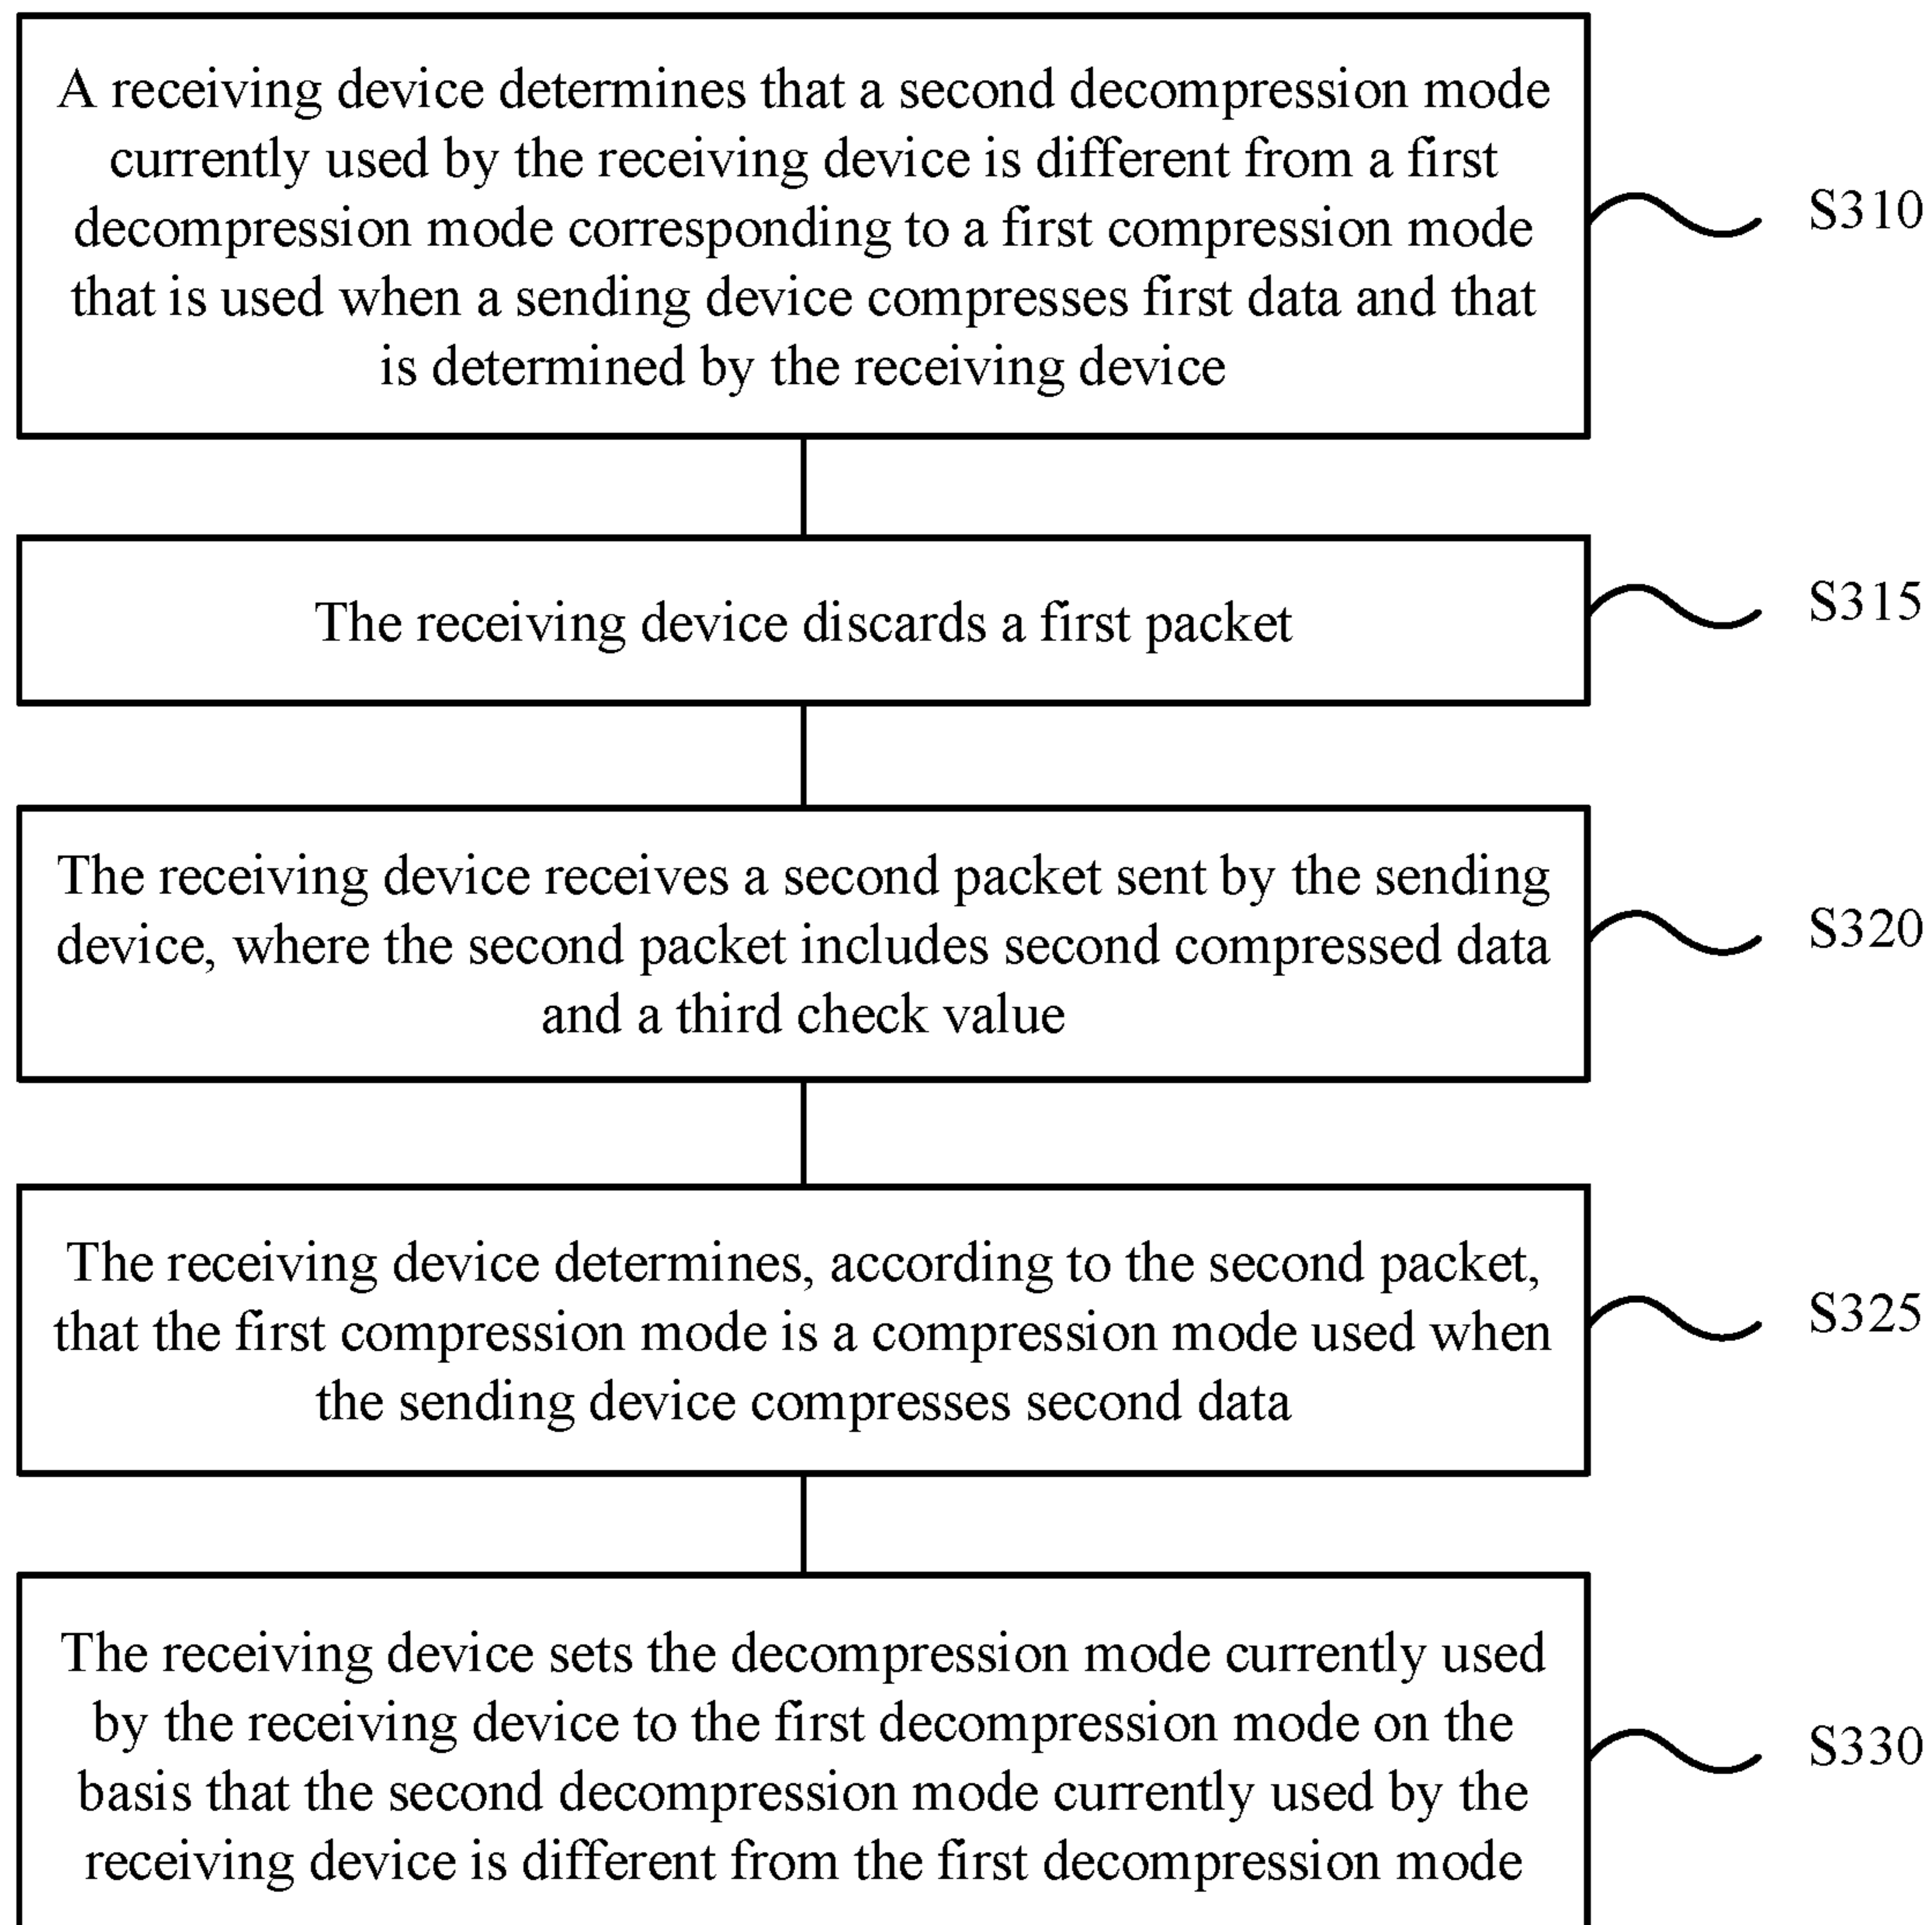 A receiving device determines that a second decompression mode
currently used by the receiving device is different from a first
decompression mode corresponding to a first compression mode
that is used when a sending device compresses first data and that
is determined by the receiving device
S310
The receiving device discards a first packet
S315
The receiving device receives a second packet sent by the sending
device, where the second packet includes second compressed data
and a third check value
S320
The receiving device determines, according to the second packet,
that the first compression mode is a compression mode used when
the sending device compresses second data
S325
The receiving device sets the decompression mode currently used
by the receiving device to the first decompression mode on the
basis that the second decompression mode currently used by the
receiving device is different from the first decompression mode
S330